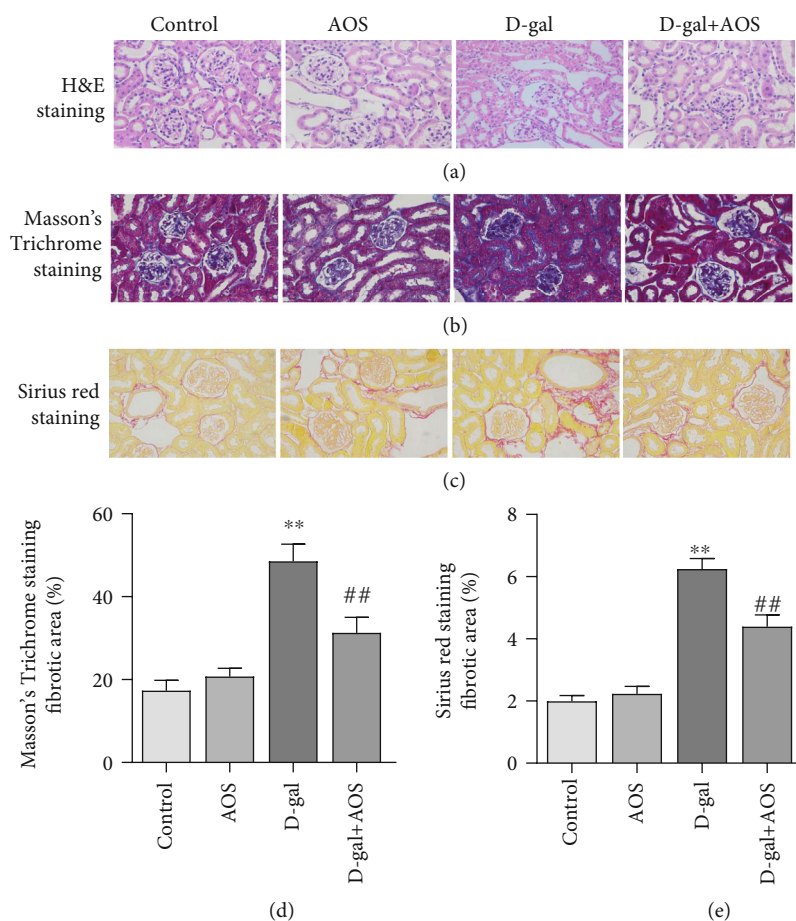 Control AOS D-gal D-gal+AOS
H&E
staining
(a)
Masson's
Trichrome
staining
(b)
Sirius red
staining
(c)
Masson's Trichrome staining
fibrotic area (%)
60
40
20
0
**
##
Control
AOS
D-gal
D-gal+AOS
(d)
Sirius red staining
fibrotic area (%)
8
6
4
2
0
**
##
Control
AOS
D-gal
D-gal+AOS
(e)